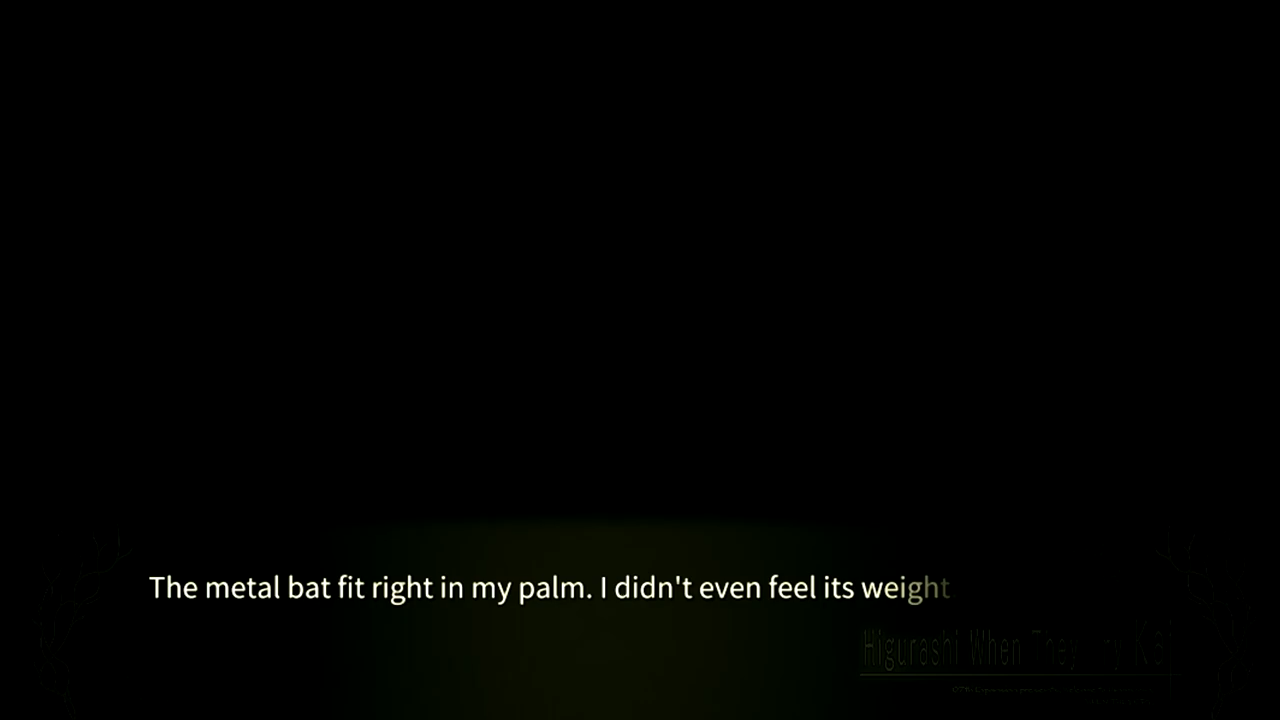 The metal bat fit right in my palm. I didn't even feel its weight.
Higurashi When They Cry Kai